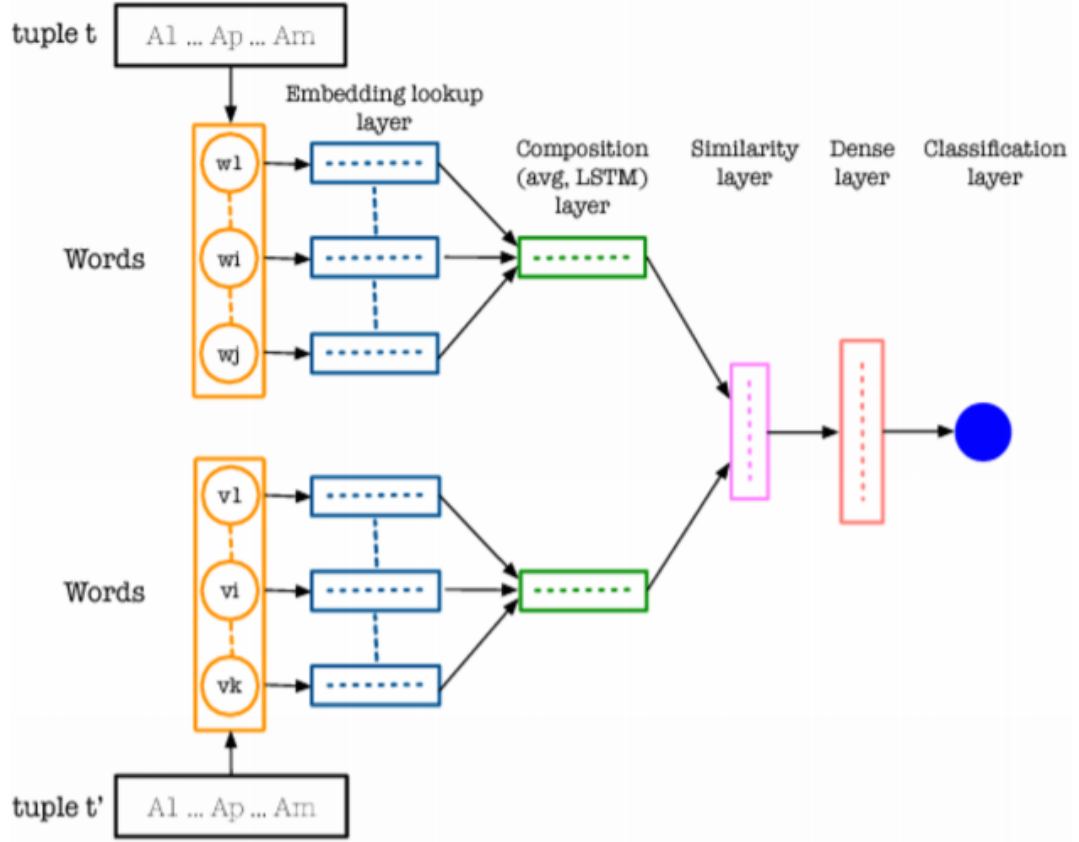 tuple t
A1 ... Ap ... Am
Embedding lookup
layer
Composition
(avg, LSTM)
layer
Similarity
layer
Dense
layer
Classification
layer
w1
Words
wi
wj
v1
Words
vi
vk
tuple t'
A1 ... Ap ... Am